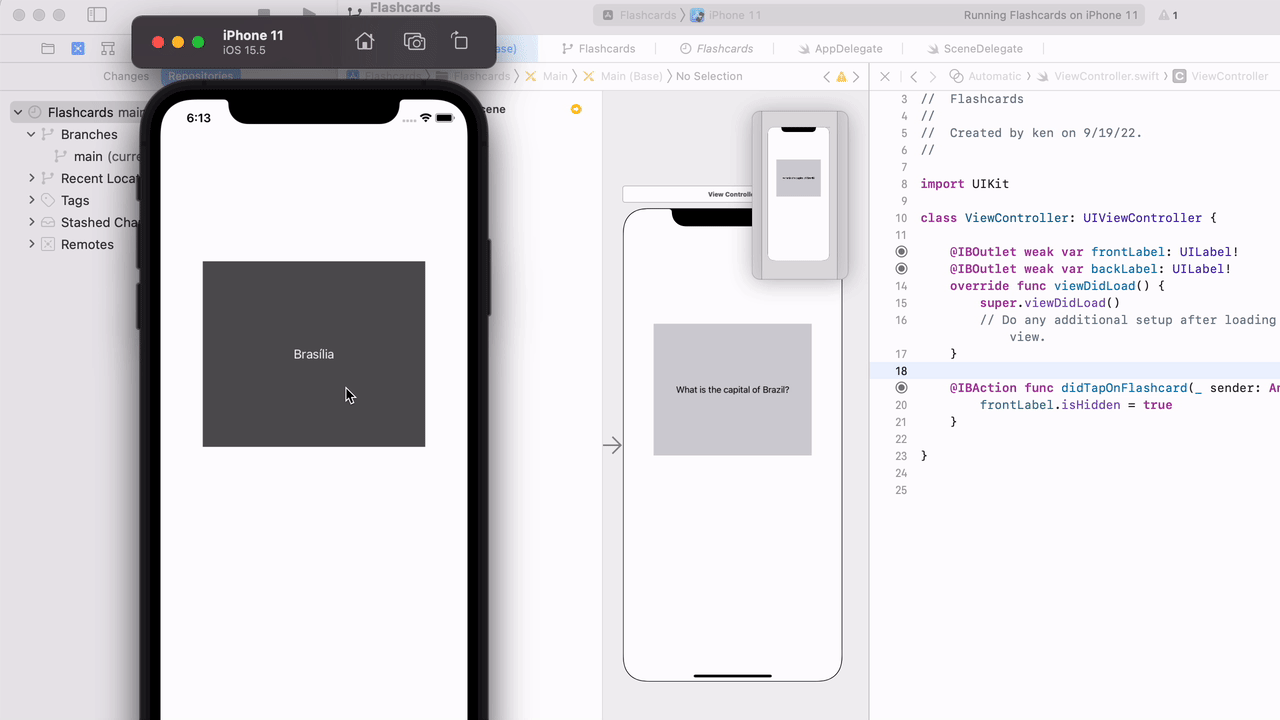 Flashcards
Flashcards 〉 iPhone 11
Running Flashcards on iPhone 11
1
iPhone 11
iOS 15.5
se)
Flashcards
Flashcards
AppDelegate
SceneDelegate
Changes
Repositories
Flashcards 〉 Flashcards 〉 Main 〉 Main (Base) 〉 No Selection
Automatic 〉 ViewController.swift 〉 C ViewController
Flashcards main
Branches
main (curre
Recent Locat
Tags
Stashed Cha
Remotes
6:13
Brasília
cene
View Controlle
What is the capital of Brazil?
3 //  Flashcards
4 //
5 //  Created by ken on 9/19/22.
6 //
7
8 import UIKit
9
10 class ViewController: UIViewController {
11
@IBOutlet weak var frontLabel: UILabel!
@IBOutlet weak var backLabel: UILabel!
14 override func viewDidLoad() {
15 super.viewDidLoad()
16 // Do any additional setup after loading
view.
17 }
18
@IBAction func didTapOnFlashcard(_ sender: An
20 frontLabel.isHidden = true
21 }
22
23 }
24
25